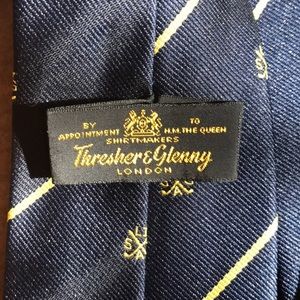 BY APPOINTMENT TO H.M. THE QUEEN
SHIRTMAKERS
Thresher & Glenny
LONDON